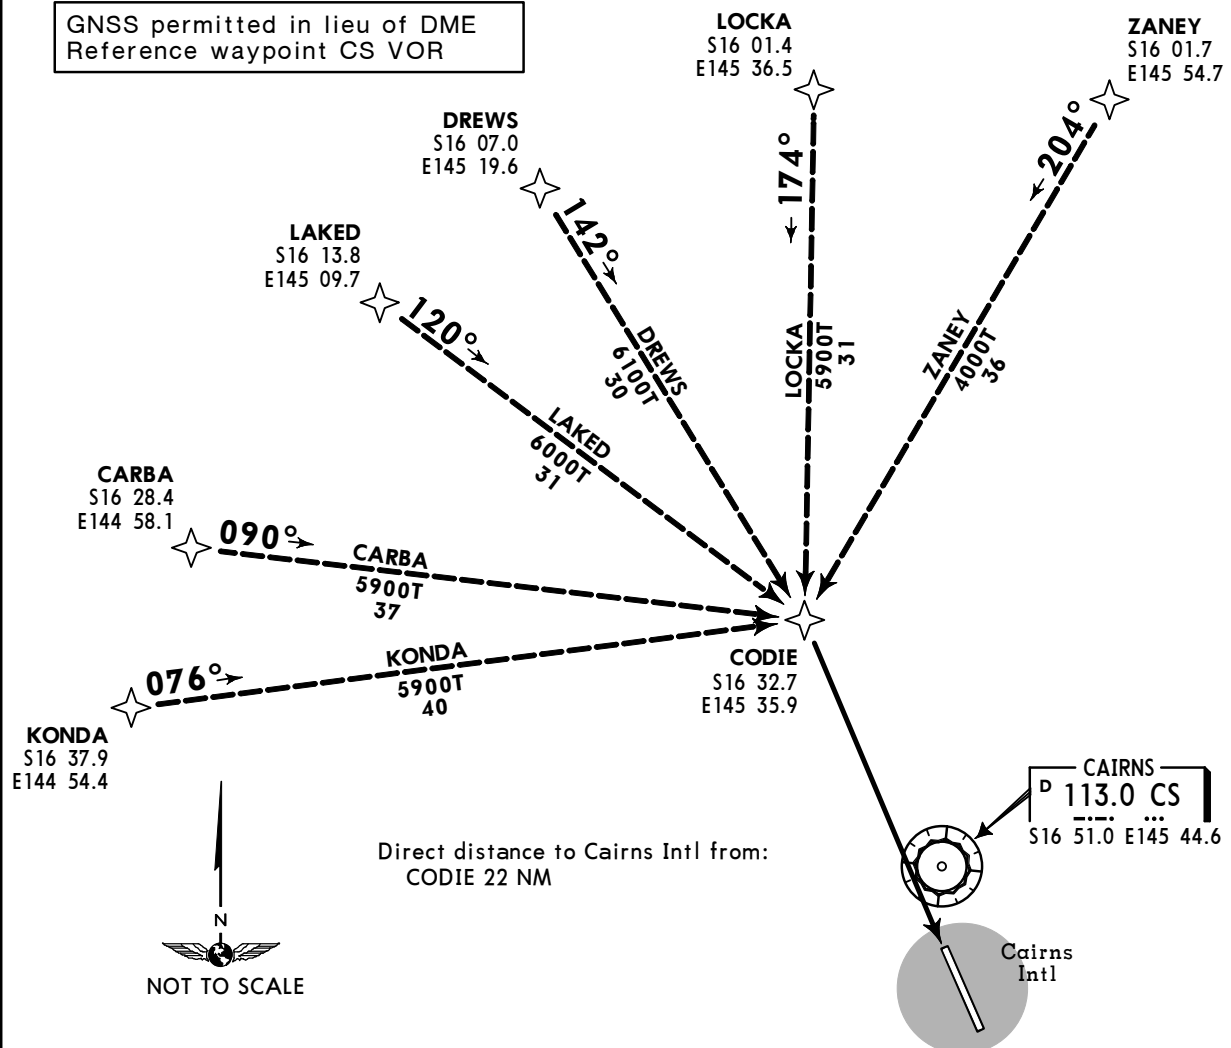 GNSS permitted in lieu of DME
Reference waypoint CS VOR
LOCKA
S16 01.4
E145 36.5
ZANEY
S16 01.7
E145 54.7
DREWS
S16 07.0
E145 19.6
LAKED
S16 13.8
E145 09.7
CARBA
S16 28.4
E144 58.1
KONDA
S16 37.9
E144 54.4
204°
174°
142°
120°
090°
076°
ZANEY
4000T
36
LOCKA
5900T
31
DREWS
6100T
30
LAKED
6000T
31
CARBA
5900T
37
KONDA
5900T
40
CODIE
S16 32.7
E145 35.9
CAIRNS
D 113.0 CS
S16 51.0 E145 44.6
Direct distance to Cairns Intl from:
CODIE 22 NM
N
NOT TO SCALE
Cairns
Intl